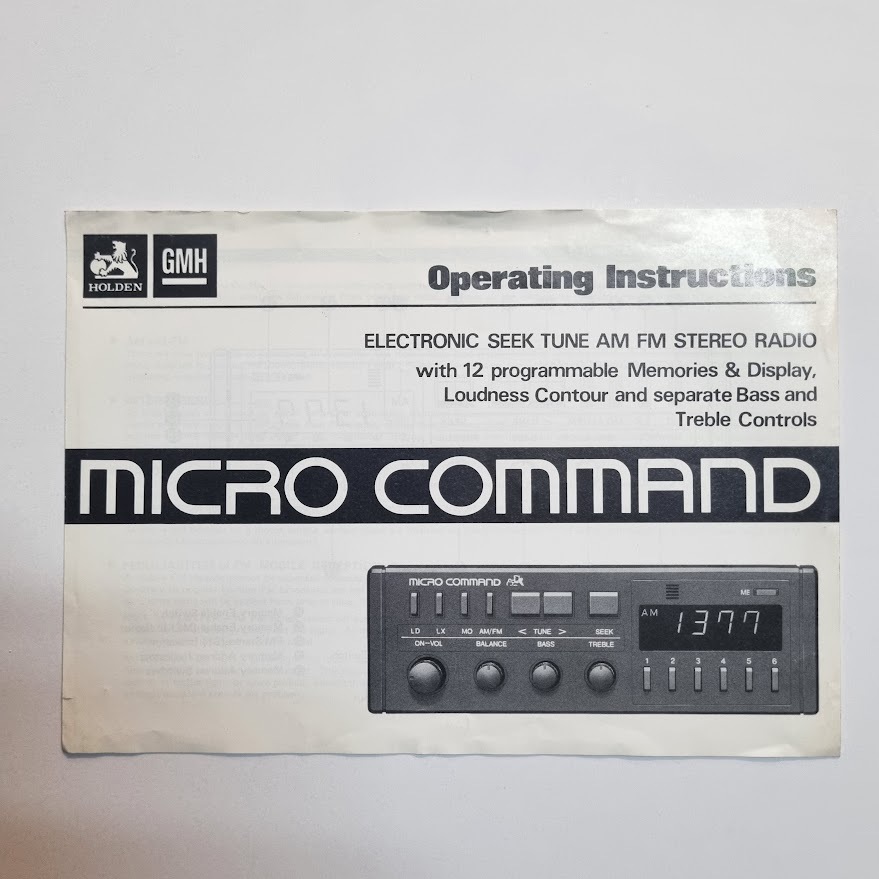 HOLDEN
GMH
Operating Instructions
ELECTRONIC SEEK TUNE AM FM STEREO RADIO
with 12 programmable Memories & Display,
Loudness Contour and separate Bass and
Treble Controls
MICRO COMMAND
MICRO COMMAND
ME
AM
1377
LD LX MO AM/FM < TUNE > SEEK
ON-VOL BALANCE BASS TREBLE
1 2 3 4 5 6